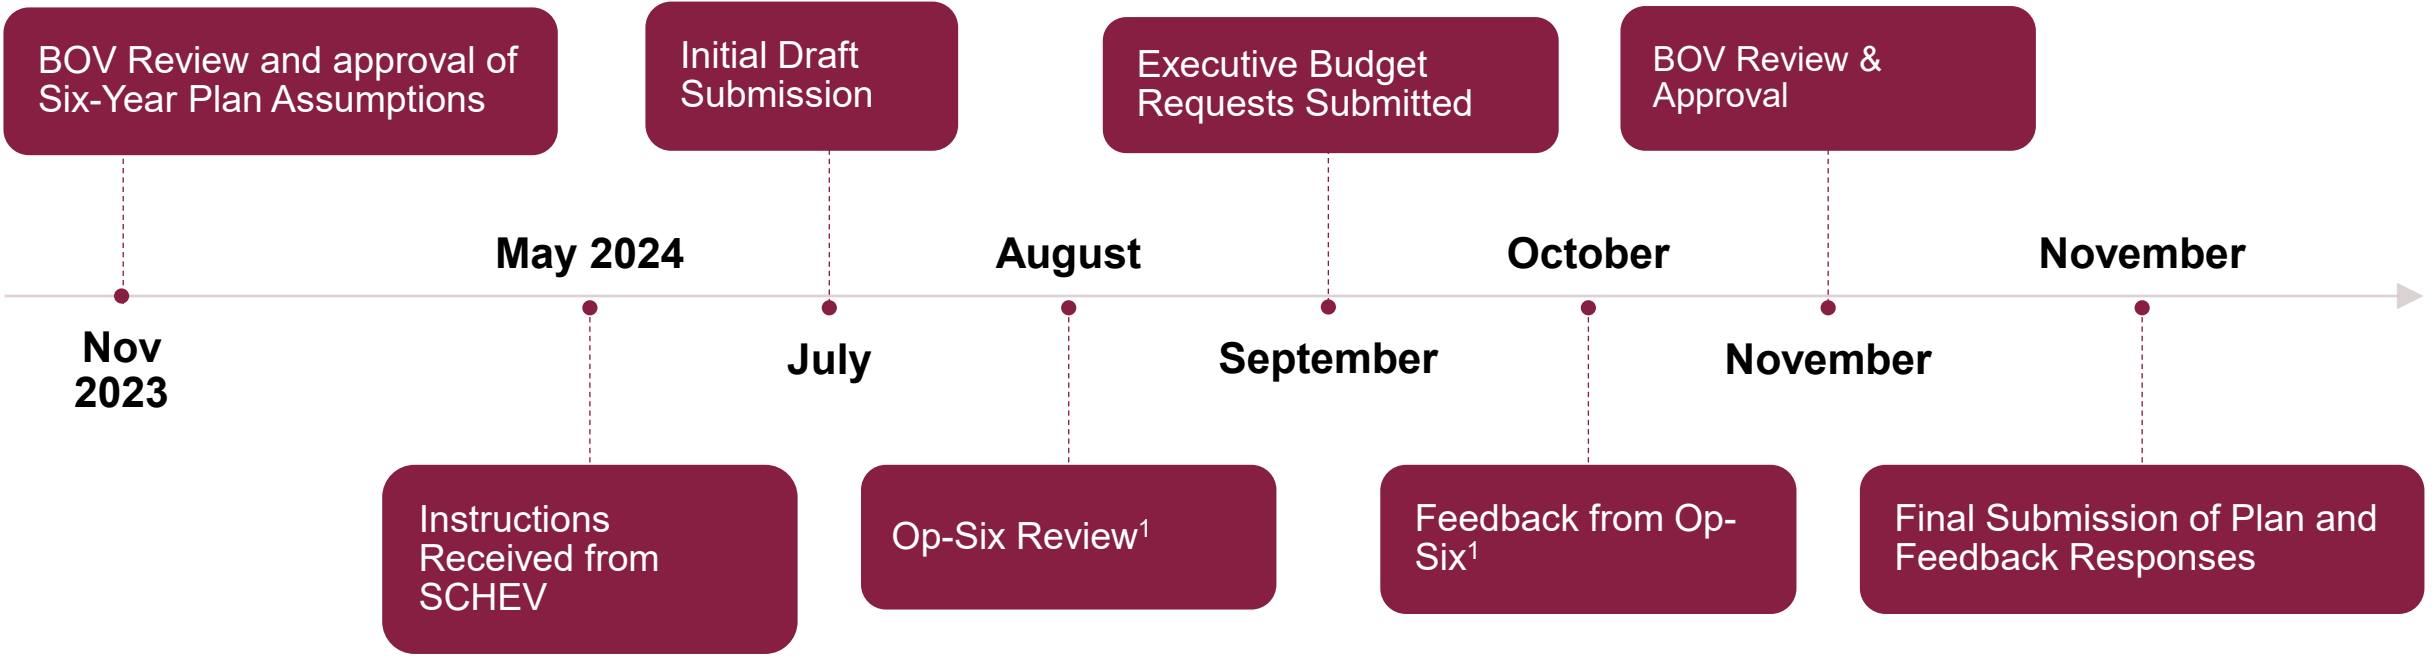 BOV Review and approval of
Six-Year Plan Assumptions
Initial Draft
Submission
Executive Budget
Requests Submitted
BOV Review &
Approval
May 2024
August
October
November
Nov
2023
July
September
November
Instructions
Received from
SCHEV
Op-Six Review¹
Feedback from Op-
Six¹
Final Submission of Plan and
Feedback Responses